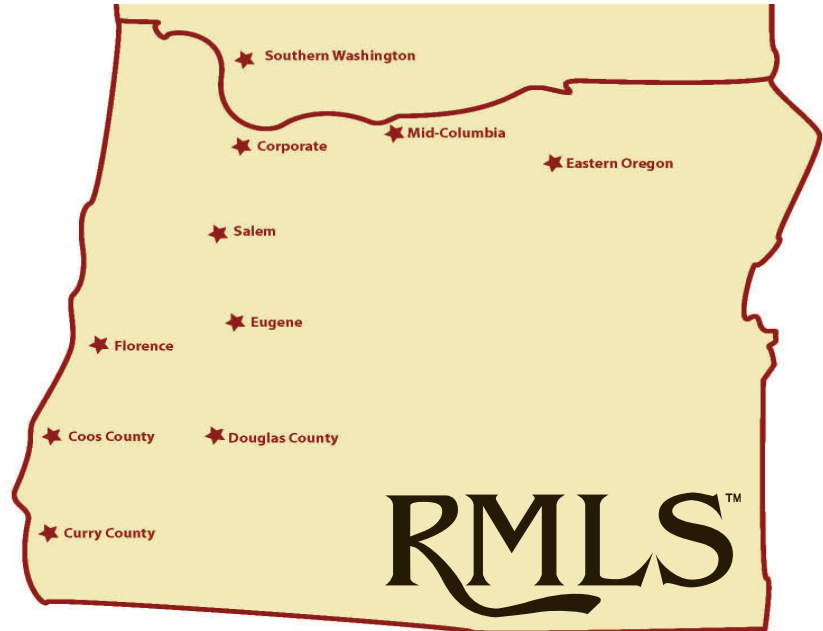 Southern Washington
Mid-Columbia
Corporate
Eastern Oregon
Salem
Eugene
Florence
Coos County
Douglas County
RMLS™
Curry County